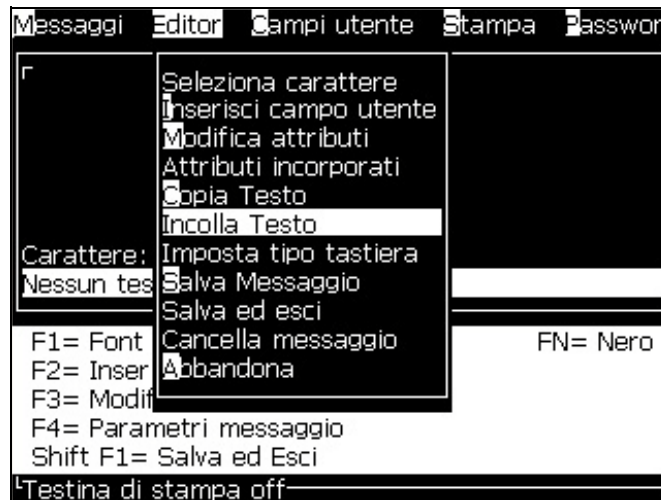 Messaggi Editor Campi utente Stampa Passwor
Seleziona carattere
Inserisci campo utente
Modifica attributi
Attributi incorporati
Copia Testo
Incolla Testo
Carattere: Imposta tipo tastiera
Nessun tes Salva Messaggio
Salva ed esci
F1= Font Cancella messaggio FN= Nero
F2= Inser Abbandona
F3= Modif
F4= Parametri messaggio
Shift F1= Salva ed Esci
Testina di stampa off